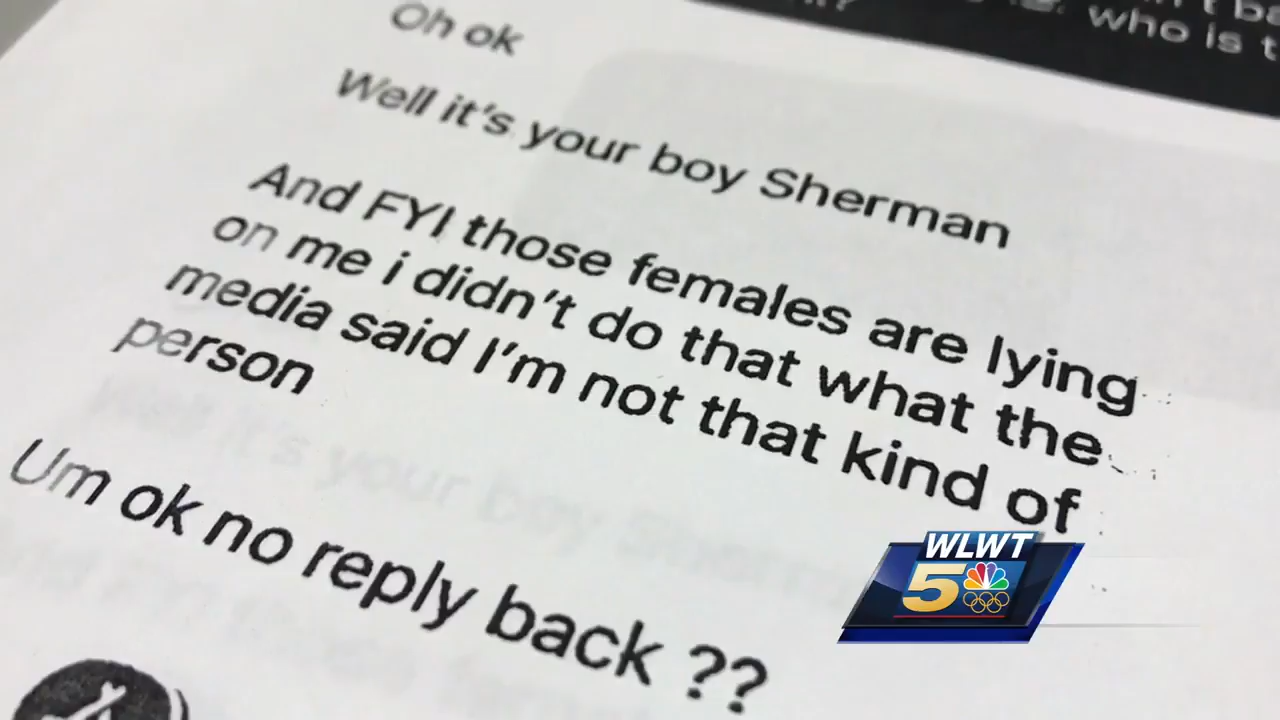 who is t
Oh ok
Well it's your boy Sherman
And FYI those females are lying
on me i didn't do that what the
media said I'm not that kind of
person
Um ok no reply back ??
WLWT
5